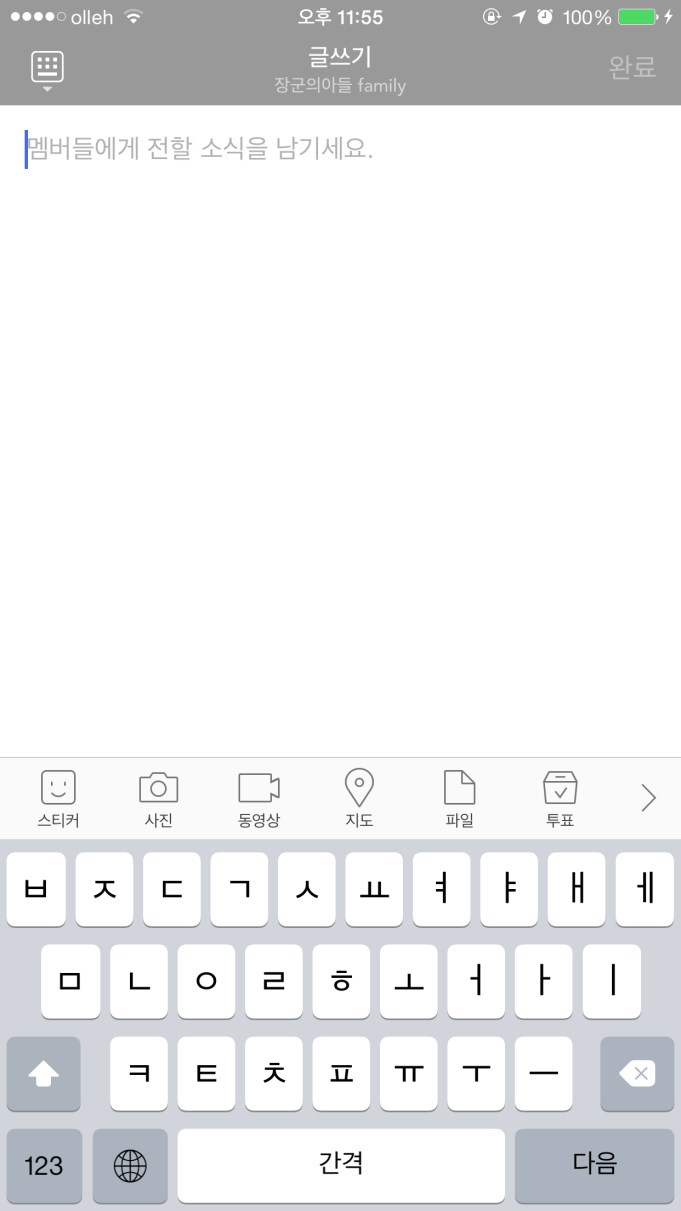 olleh 오후 11:55 100%
글쓰기
장군의아들 family
완료
멤버들에게 전할 소식을 남기세요.
스티커 사진 동영상 지도 파일 투표
ㅂ ㅈ ㄷ ㄱ ㅅ ㅛ ㅕ ㅑ ㅐ ㅔ
ㅁ ㄴ ㅇ ㄹ ㅎ ㅗ ㅓ ㅏ ㅣ
ㅋ ㅌ ㅊ ㅍ ㅠ ㅜ ㅡ
123 간격 다음